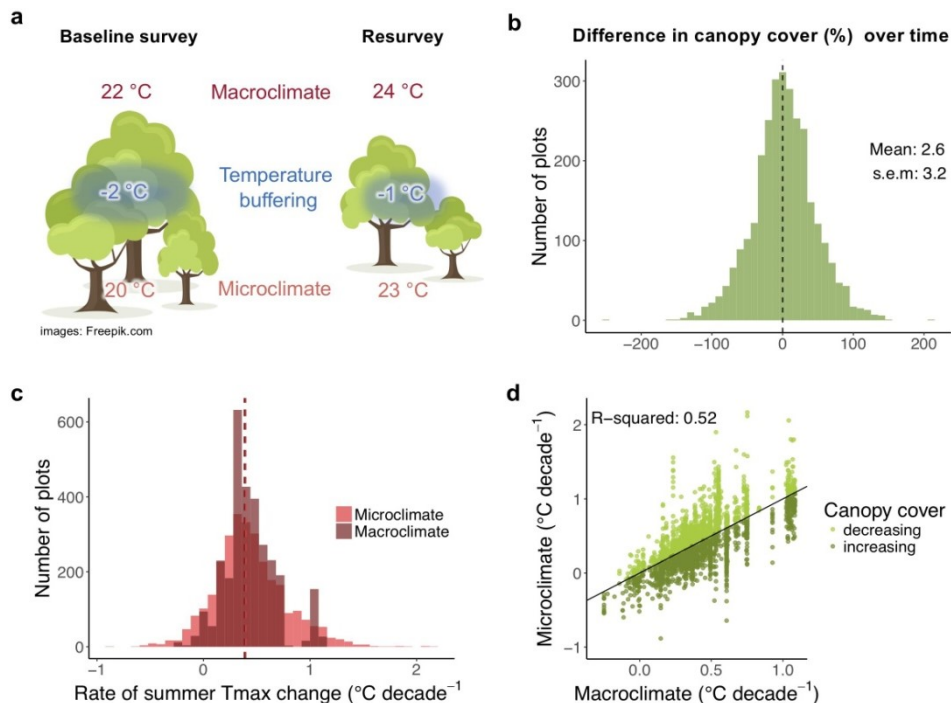 a
Baseline survey
Resurvey
22 °C
Macroclimate
24 °C
-2 °C
Temperature
buffering
-1 °C
20 °C
Microclimate
23 °C
images: Freepik.com
b
Difference in canopy cover (%) over time
Number of plots
300
200
100
0
Mean: 2.6
s.e.m: 3.2
−200
−100
0
100
200
c
Number of plots
600
400
200
0
Microclimate
Macroclimate
−1
0
1
2
Rate of summer Tmax change (°C decade⁻¹
d
Microclimate (°C decade⁻¹)
R−squared: 0.52
2
1
0
−1
0.0
0.5
1.0
Macroclimate (°C decade⁻¹)
Canopy cover
decreasing
increasing